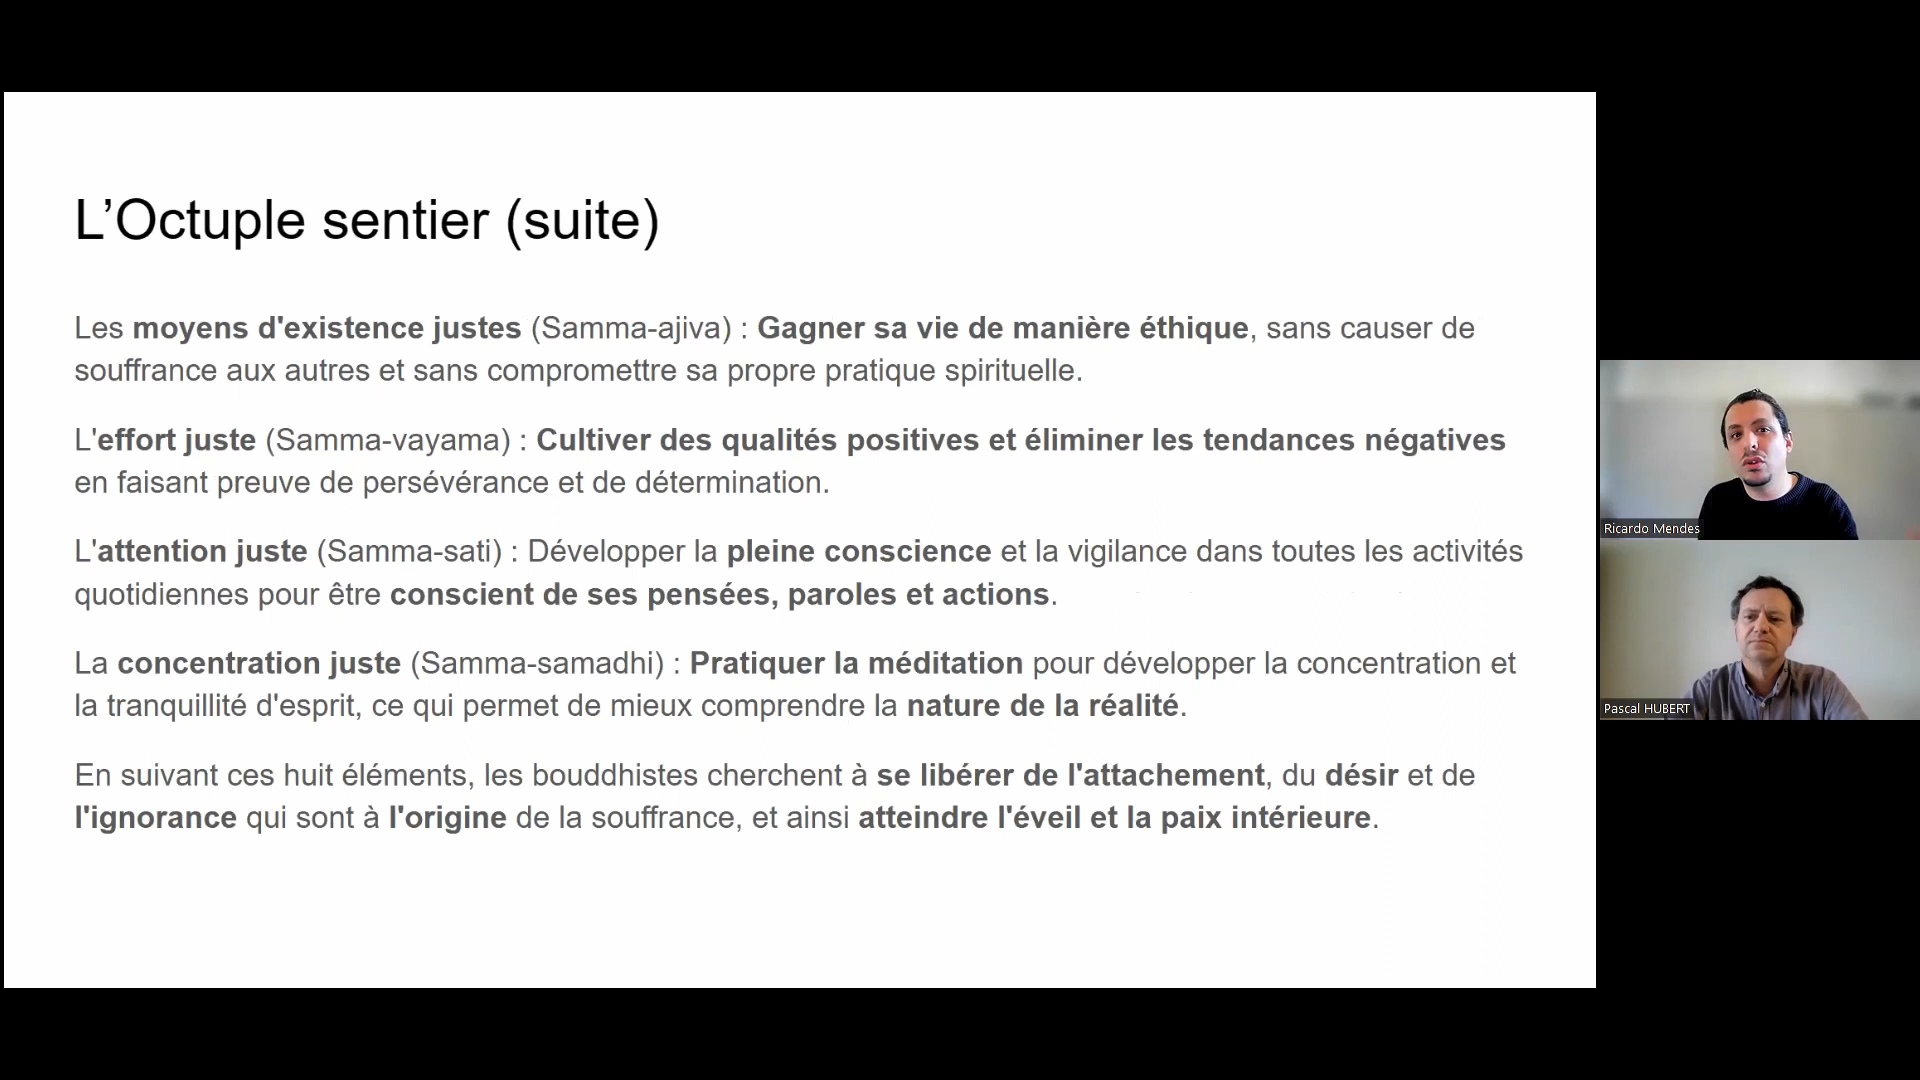 L’Octuple sentier (suite)
Les moyens d'existence justes (Samma-ajiva) : Gagner sa vie de manière éthique, sans causer de
souffrance aux autres et sans compromettre sa propre pratique spirituelle.
L'effort juste (Samma-vayama) : Cultiver des qualités positives et éliminer les tendances négatives
en faisant preuve de persévérance et de détermination.
L'attention juste (Samma-sati) : Développer la pleine conscience et la vigilance dans toutes les activités
quotidiennes pour être conscient de ses pensées, paroles et actions.
La concentration juste (Samma-samadhi) : Pratiquer la méditation pour développer la concentration et
la tranquillité d'esprit, ce qui permet de mieux comprendre la nature de la réalité.
En suivant ces huit éléments, les bouddhistes cherchent à se libérer de l'attachement, du désir et de
l'ignorance qui sont à l'origine de la souffrance, et ainsi atteindre l'éveil et la paix intérieure.
Ricardo Mendes
Pascal HUBERT